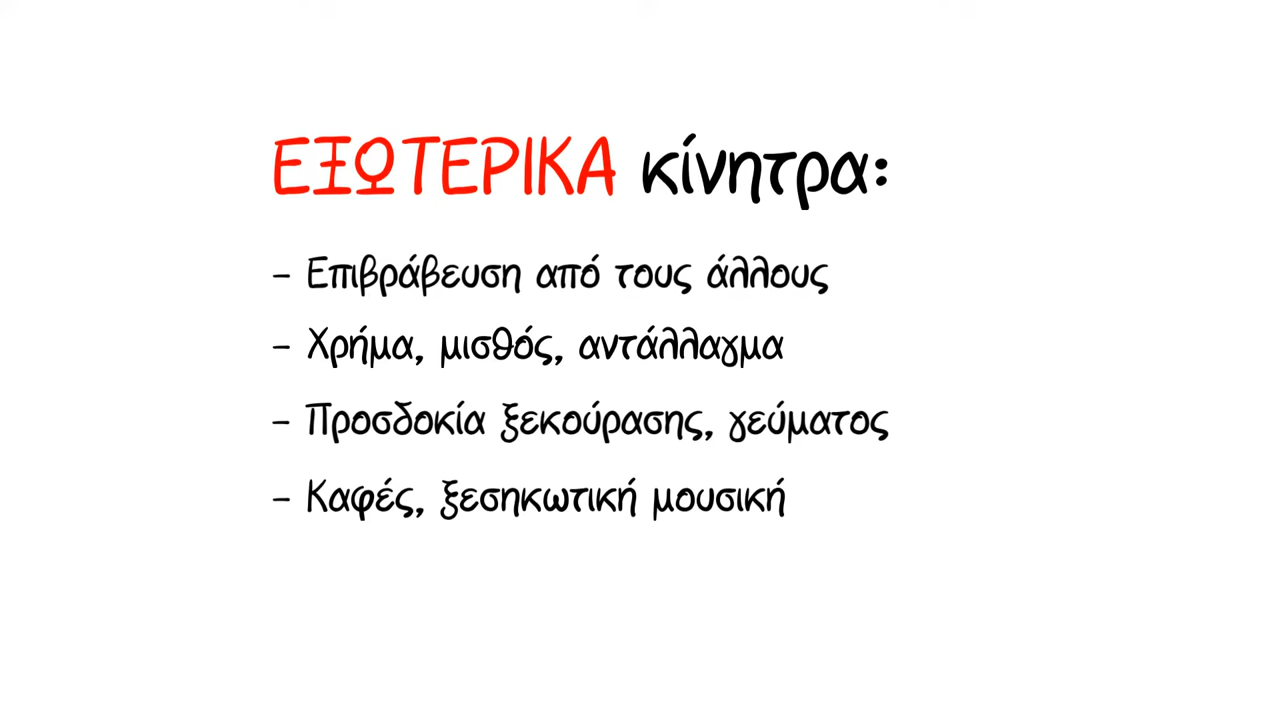 ΕΞΩΤΕΡΙΚΑ κίνητρα:
– Επιβράβευση από τους άλλους
– Χρήμα, μισθός, αντάλλαγμα
– Προσδοκία ξεκούρασης, γεύματος
– Καφές, ξεσηκωτική μουσική